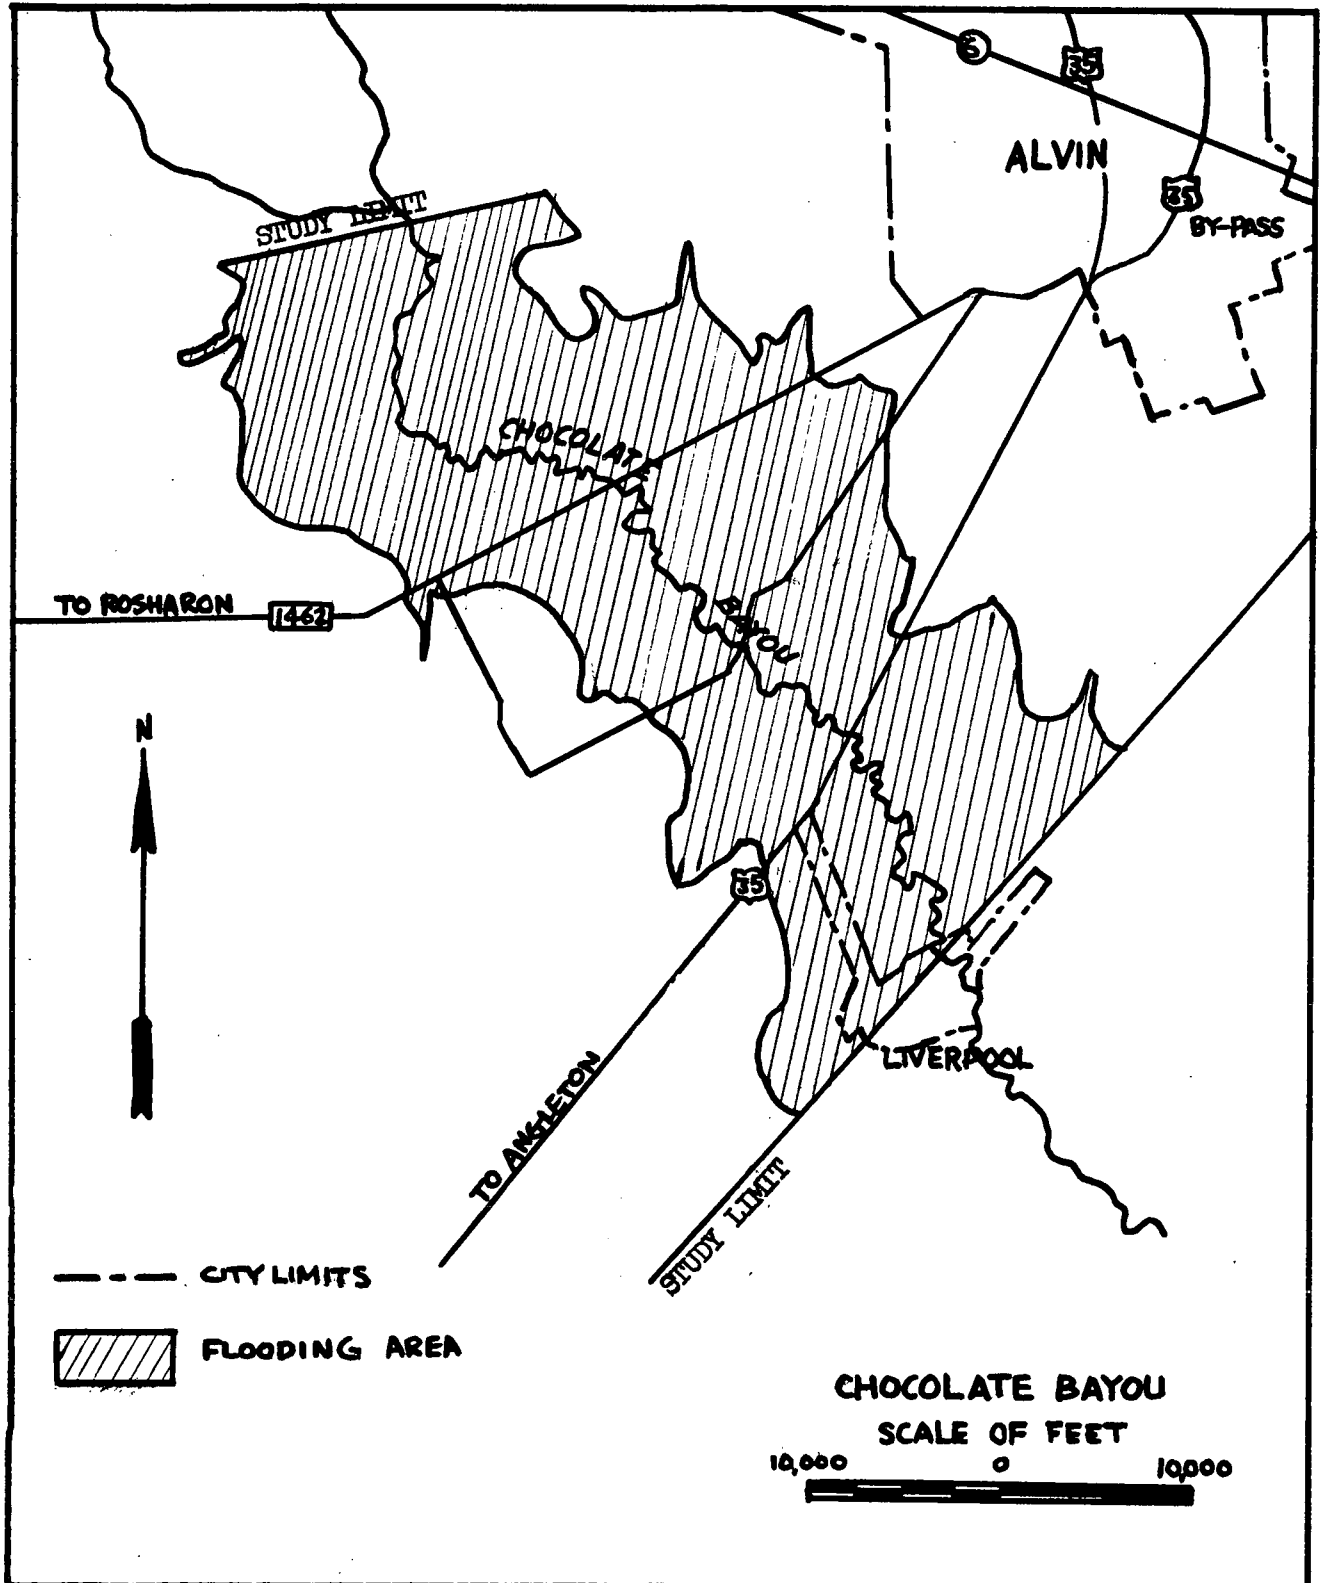 6
35
ALVIN
35
BY-PASS
STUDY LIMIT
CHOCOLATE
BAYOU
TO ROSHARON
1462
N
35
LIVERPOOL
TO ANGLETON
STUDY LIMIT
CITY LIMITS
FLOODING AREA
CHOCOLATE BAYOU
SCALE OF FEET
10,000 0 10,000